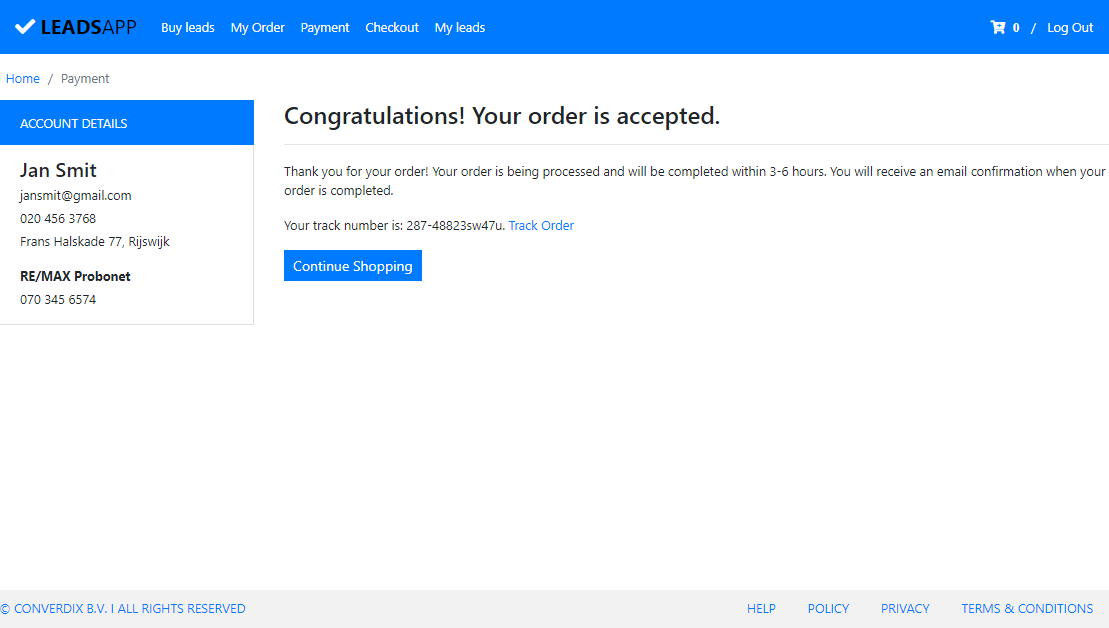 LEADSAPP Buy leads My Order Payment Checkout My leads 0 / Log Out
Home / Payment
ACCOUNT DETAILS
Jan Smit
jansmit@gmail.com
020 456 3768
Frans Halskade 77, Rijswijk
RE/MAX Probonet
070 345 6574
Congratulations! Your order is accepted.
Thank you for your order! Your order is being processed and will be completed within 3-6 hours. You will receive an email confirmation when your
order is completed.
Your track number is: 287-48823sw47u. Track Order
Continue Shopping
© CONVERDIX B.V. I ALL RIGHTS RESERVED HELP POLICY PRIVACY TERMS & CONDITIONS